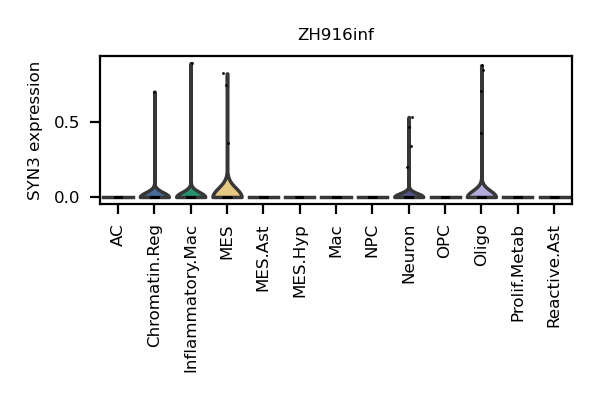 ZH916inf
SYN3 expression
0.5
0.0
AC
Chromatin.Reg
Inflammatory.Mac
MES
MES.Ast
MES.Hyp
Mac
NPC
Neuron
OPC
Oligo
Prolif.Metab
Reactive.Ast